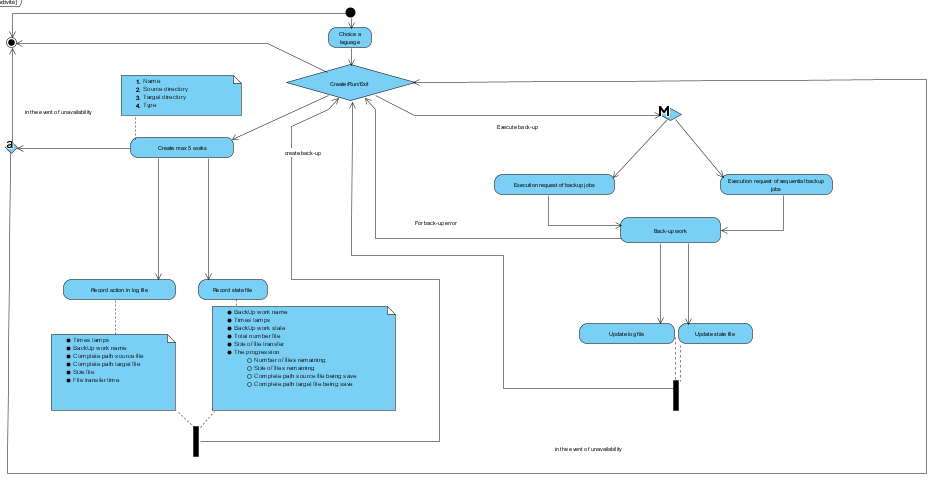 ctivité]
Choice a
laguage
Create/Run/Exit
1. Name
2. Source directory
3. Target directory
4. Type
in the event of unavailability
M
Execute back-up
a
Create max 5 works
create back-up
Execution request of backup jobs
Execution request of sequential backup
jobs
For back-up error
Back-up work
Record action in log file
Record state file
BackUp work name
Times lamps
BackUp work state
Total number file
Size of file transfer
The progression
Number of files remaining
Size of files remaining
Complete path source file being save
Complete path target file being save
Times lamps
BackUp work name
Complete path source file
Complete path target file
Size file
File transfer time
Update log file
Update state file
in the event of unavailability